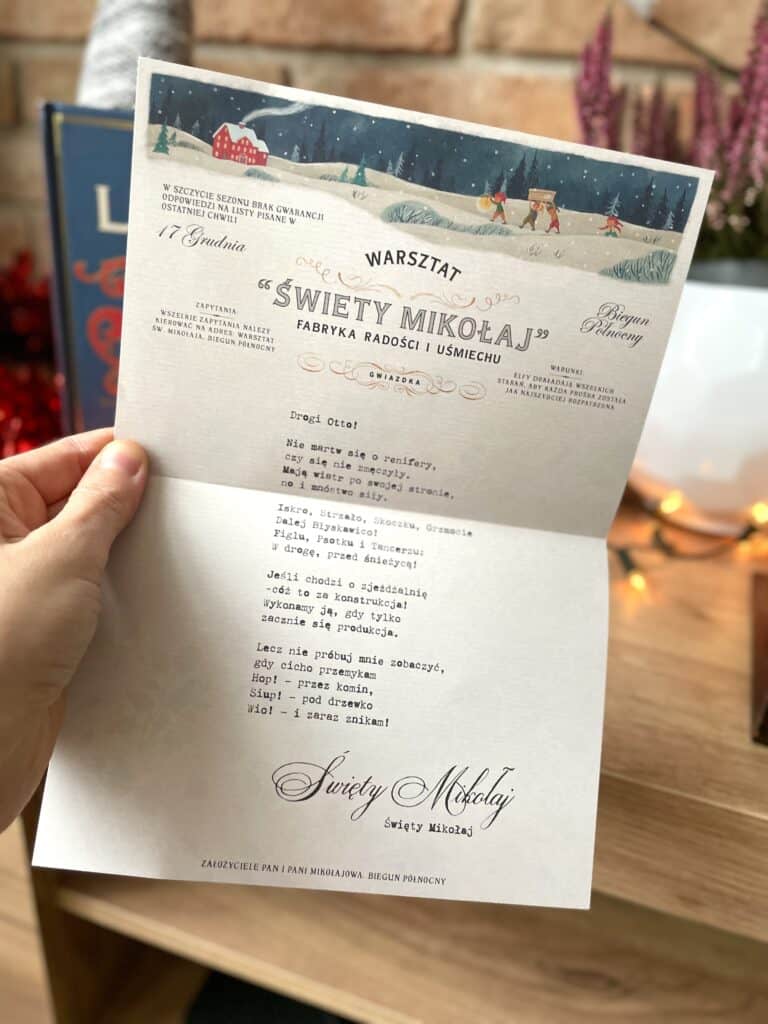 W SZCZYCIE SEZONU BRAK GWARANCJI
ODPOWIEDZI NA LISTY PISANE W
OSTATNIEJ CHWILI
17 Grudnia
WARSZTAT
“ŚWIĘTY MIKOŁAJ”
FABRYKA RADOŚCI I UŚMIECHU
GWIAZDKA
Biegun
Północny
ZAPYTANIA:
WSZELKIE ZAPYTANIA NALEŻY
KIEROWAĆ NA ADRES: WARSZTAT
ŚW. MIKOŁAJA, BIEGUN PÓŁNOCNY
WARUNKI:
ELFY DOKŁADAJĄ WSZELKICH
STARAŃ, ABY KAŻDA PROŚBA ZOSTAŁA
JAK NAJSZYBCIEJ ROZPATRZONA
Drogi Otto!
Nie martw się o renifery,
czy się nie zmęczyły.
Mają wiatr po swojej stronie,
no i mnóstwo siły.
Iskro, Strzało, Skoczku, Grzmocie
Dalej Błyskawico!
Figlu, Psotku i Tancerzu:
W drogę, przed śnieżycą!
Jeśli chodzi o zjeżdżalnię
-cóż to za konstrukcja!
Wykonamy ją, gdy tylko
zacznie się produkcja.
Lecz nie próbuj mnie zobaczyć,
gdy cicho przemykam
Hop! - przez komin,
Siup! - pod drzewko
Wio! - i zaraz znikam!
Święty Mikołaj
Święty Mikołaj
ZAŁOŻYCIELE PAN I PANI MIKOŁAJOWA. BIEGUN PÓŁNOCNY